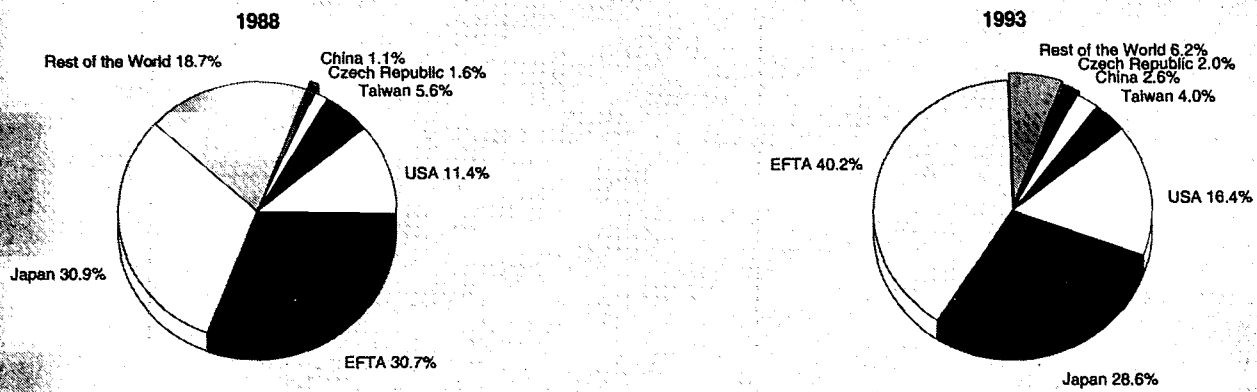 1988
Rest of the World 18.7%
China 1.1%
Czech Republic 1.6%
Taiwan 5.6%
USA 11.4%
Japan 30.9%
EFTA 30.7%
1993
Rest of the World 6.2%
Czech Republic 2.0%
China 2.6%
Taiwan 4.0%
EFTA 40.2%
USA 16.4%
Japan 28.6%